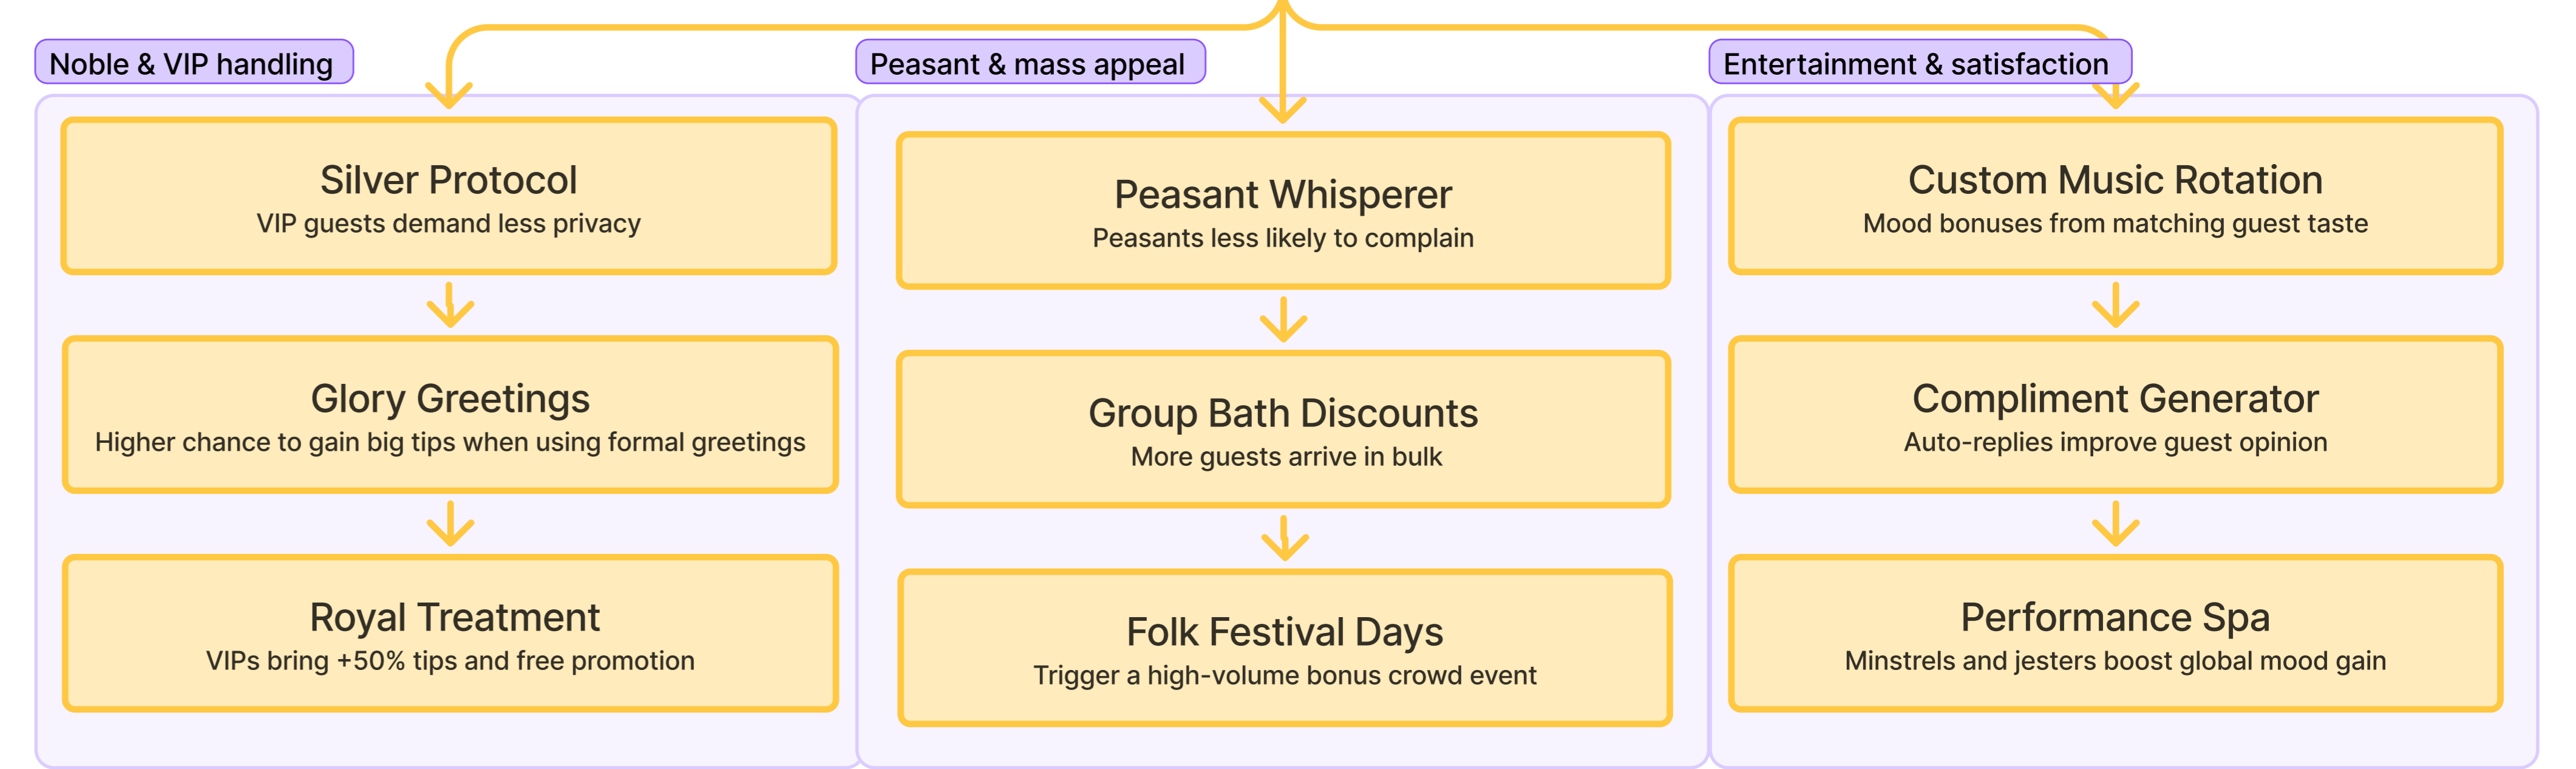 Noble & VIP handling
Silver Protocol
VIP guests demand less privacy
Glory Greetings
Higher chance to gain big tips when using formal greetings
Royal Treatment
VIPs bring +50% tips and free promotion
Peasant & mass appeal
Peasant Whisperer
Peasants less likely to complain
Group Bath Discounts
More guests arrive in bulk
Folk Festival Days
Trigger a high-volume bonus crowd event
Entertainment & satisfaction
Custom Music Rotation
Mood bonuses from matching guest taste
Compliment Generator
Auto-replies improve guest opinion
Performance Spa
Minstrels and jesters boost global mood gain